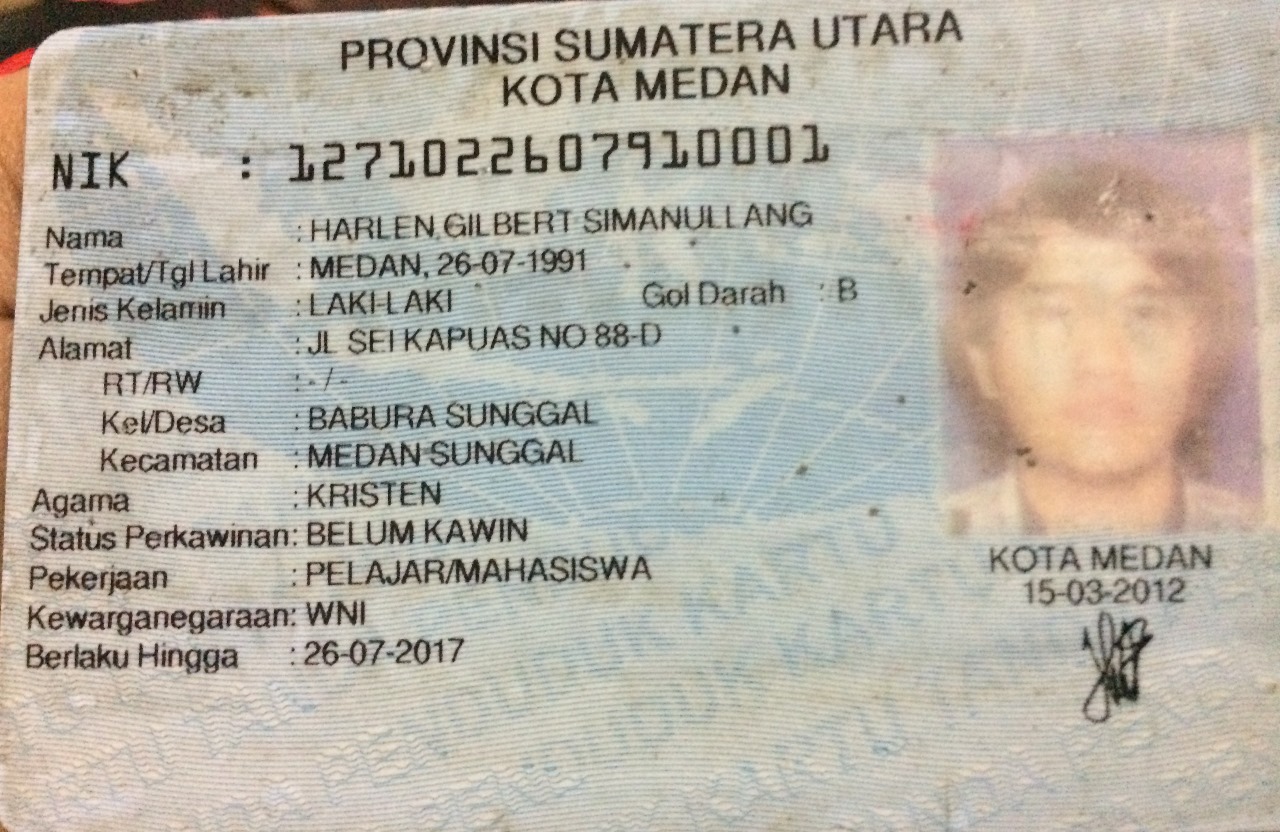 PROVINSI SUMATERA UTARA
KOTA MEDAN
NIK : 1271022607910001
Nama : HARLEN GILBERT SIMANULLANG
Tempat/Tgl Lahir : MEDAN, 26-07-1991
Jenis Kelamin : LAKI-LAKI Gol Darah : B
Alamat : JL SEI KAPUAS NO 88-D
RT/RW : - / -
Kel/Desa : BABURA SUNGGAL
Kecamatan : MEDAN SUNGGAL
Agama : KRISTEN
Status Perkawinan: BELUM KAWIN
Pekerjaan : PELAJAR/MAHASISWA
Kewarganegaraan: WNI
Berlaku Hingga : 26-07-2017
KOTA MEDAN
15-03-2012